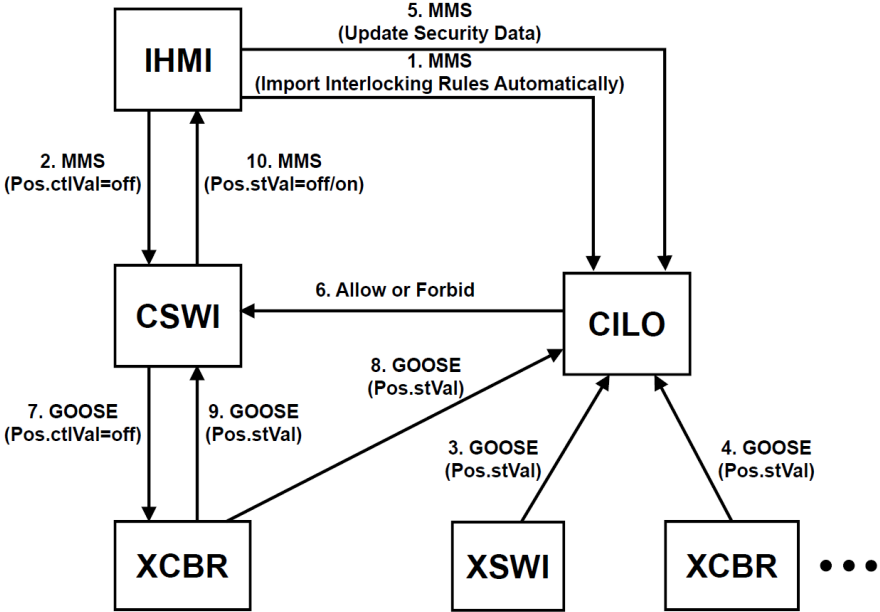 5. MMS
(Update Security Data)
IHMI
1. MMS
(Import Interlocking Rules Automatically)
2. MMS
(Pos.ctlVal=off)
10. MMS
(Pos.stVal=off/on)
CSWI
6. Allow or Forbid
CILO
8. GOOSE
(Pos.stVal)
7. GOOSE
(Pos.ctlVal=off)
9. GOOSE
(Pos.stVal)
3. GOOSE
(Pos.stVal)
4. GOOSE
(Pos.stVal)
XCBR
XSWI
XCBR